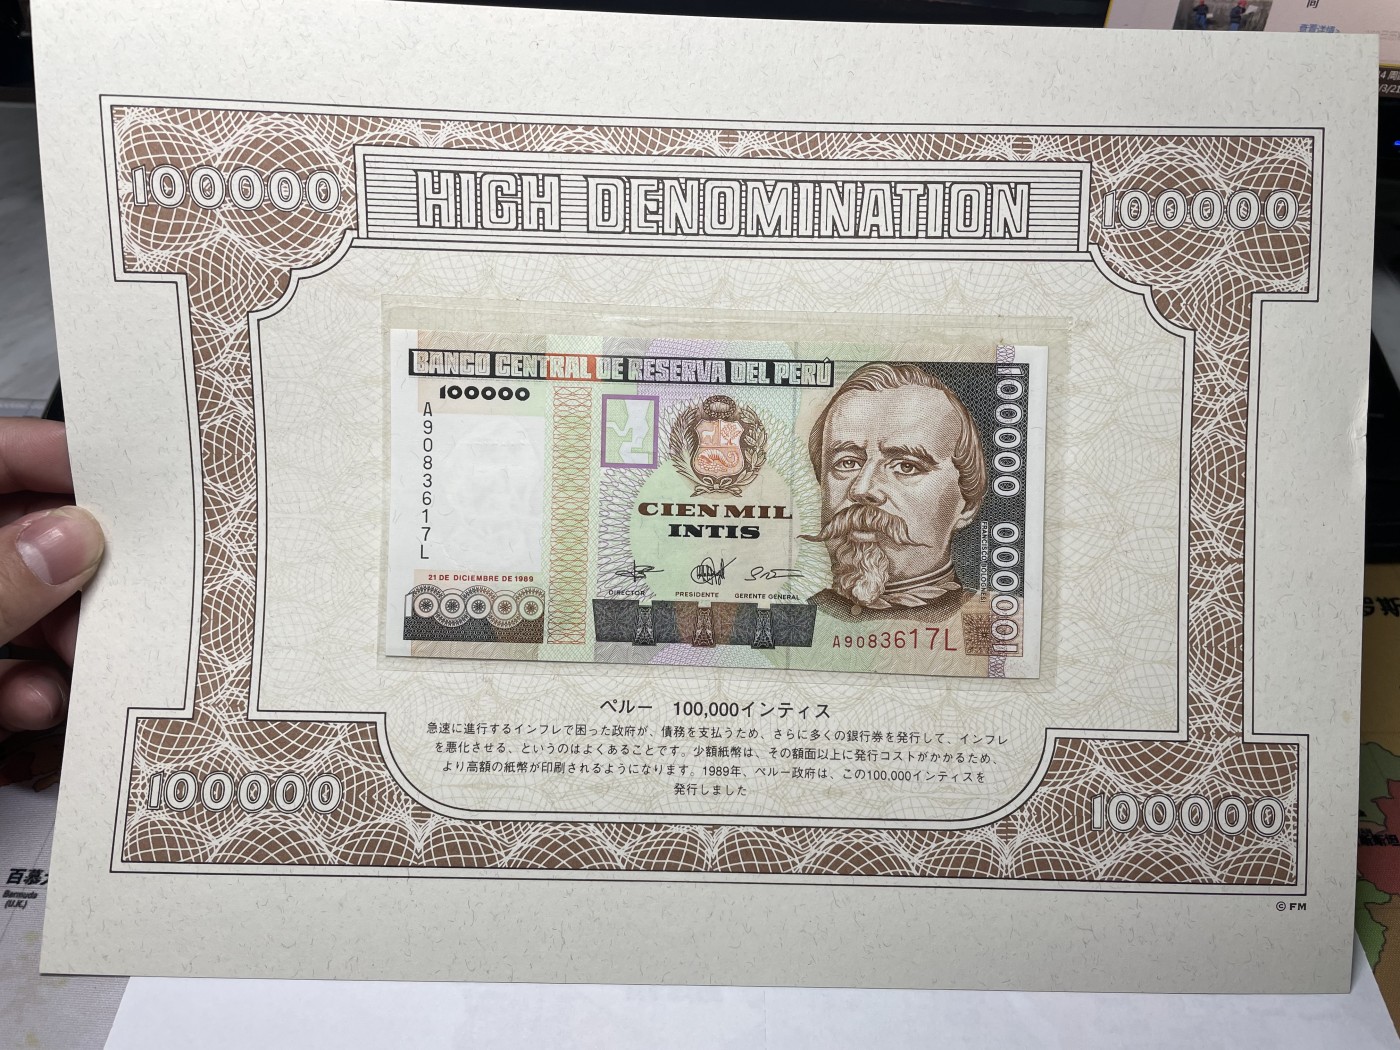 同
查看详情>
百慕
Bermuda
(U.K.)
100000
HIGH DENOMINATION
100000
BANCO CENTRAL DE RESERVA DEL PERÚ
100000
A9083617L
CIEN MIL
INTIS
21 DE DICIEMBRE DE 1989
100000
DIRECTOR
PRESIDENTE
GERENTE GENERAL
FRANCISCO BOLOGNESI
100000
000001
A9083617L
ペルー 100,000インティス
急速に進行するインフレで困った政府が、債務を支払うため、さらに多くの銀行券を発行して、インフレ
を悪化させる、というのはよくあることです。少額紙幣は、その額面以上に発行コストがかかるため、
より高額の紙幣が印刷されるようになります。1989年、ペルー政府は、この100,000インティスを
発行しました
100000
100000
© FM